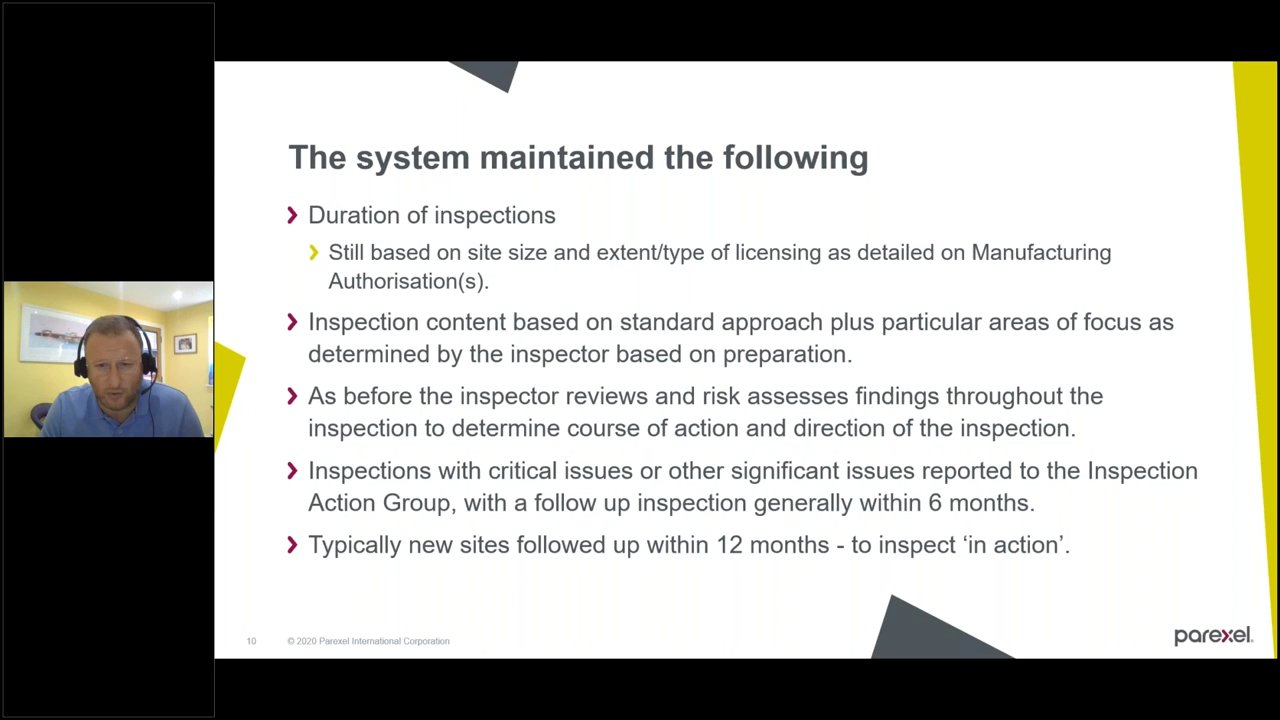 The system maintained the following
Duration of inspections
Still based on site size and extent/type of licensing as detailed on Manufacturing
Authorisation(s).
Inspection content based on standard approach plus particular areas of focus as
determined by the inspector based on preparation.
As before the inspector reviews and risk assesses findings throughout the
inspection to determine course of action and direction of the inspection.
Inspections with critical issues or other significant issues reported to the Inspection
Action Group, with a follow up inspection generally within 6 months.
Typically new sites followed up within 12 months - to inspect ‘in action’.
10 © 2020 Parexel International Corporation
parexel.